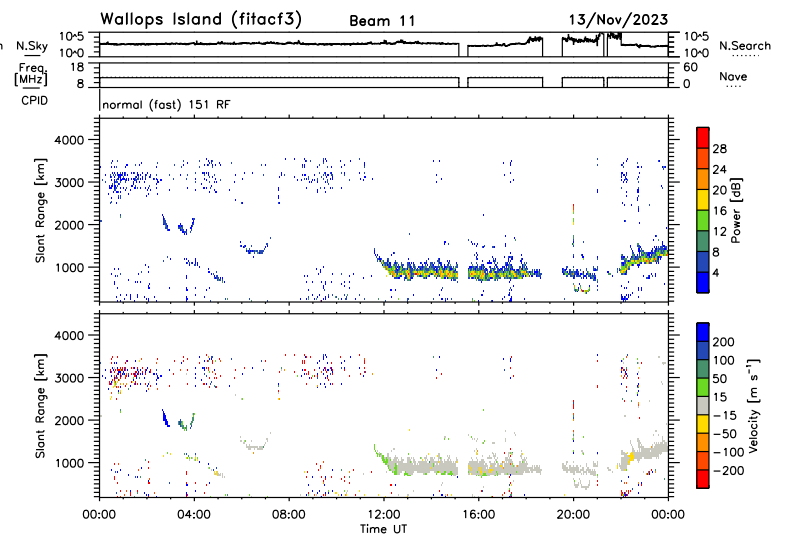 Wallops Island (fitacf3) Beam 11 13/Nov/2023
n N.Sky 10^5 10^5 N.Search
10^0 10^0
Freq. 18 60 Nave
[MHz] 8 0
CPID normal (fast) 151 RF
4000
3000
2000
1000
Slant Range [km]
28
24
20
16
12
8
4
Power [dB]
4000
3000
2000
1000
Slant Range [km]
200
100
50
15
-15
-50
-100
-200
Velocity [m s⁻¹]
00:00 04:00 08:00 12:00 16:00 20:00 00:00
Time UT